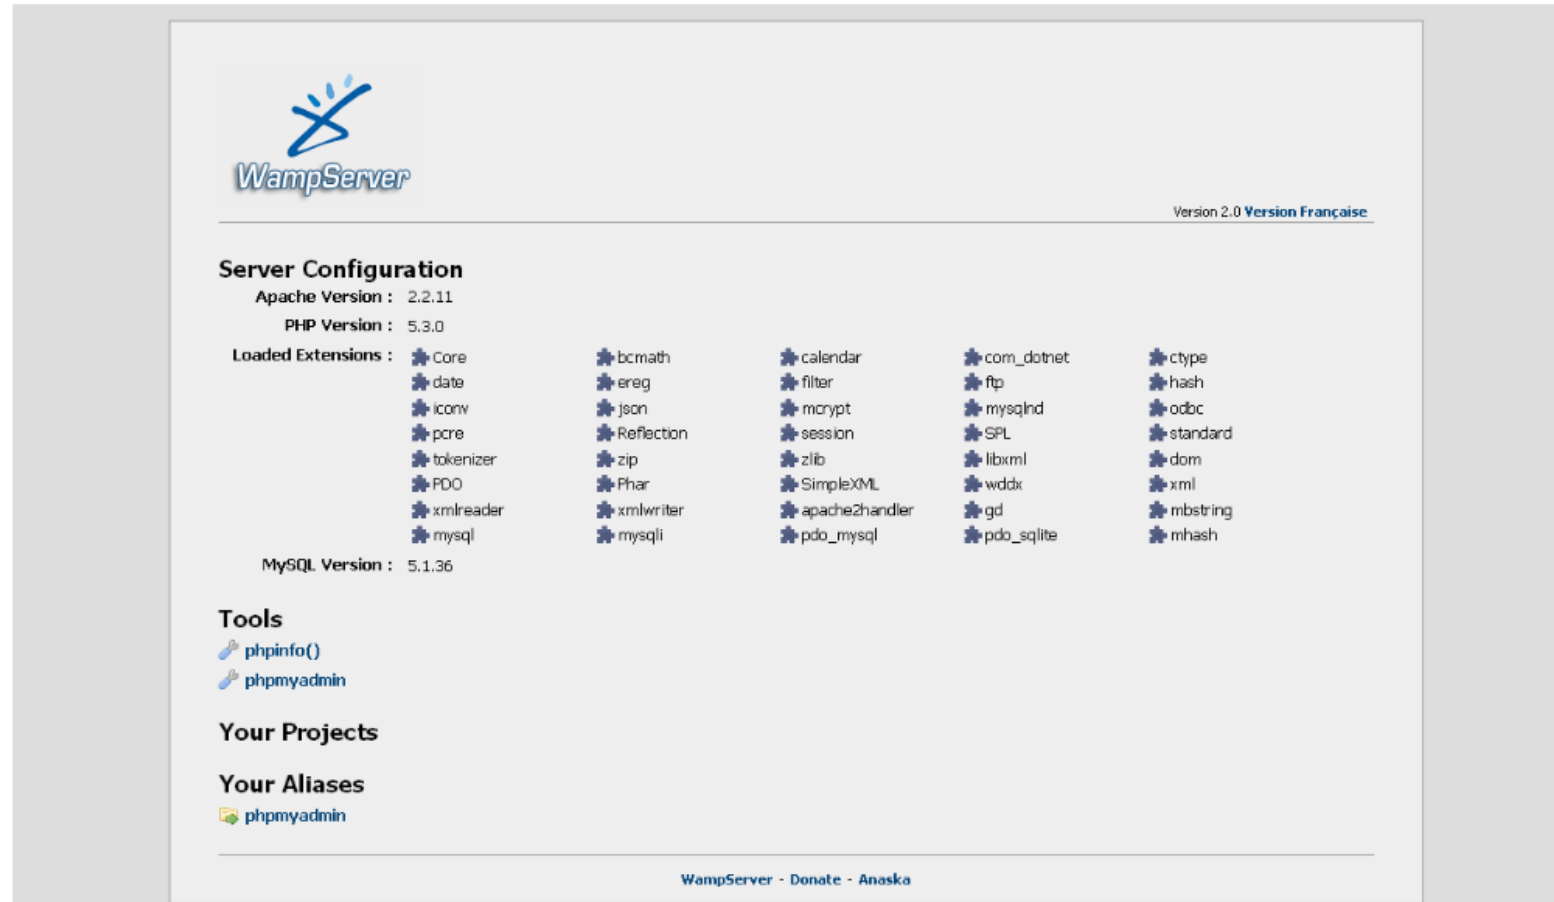 WampServer
Version 2.0 Version Française
Server Configuration
Apache Version : 2.2.11
PHP Version : 5.3.0
Loaded Extensions : Core bcmath calendar com_dotnet ctype
date ereg filter ftp hash
iconv json mcrypt mysqlnd odbc
pcre Reflection session SPL standard
tokenizer zip zlib libxml dom
PDO Phar SimpleXML wddx xml
xmlreader xmlwriter apache2handler gd mbstring
mysql mysqli pdo_mysql pdo_sqlite mhash
MySQL Version : 5.1.36
Tools
phpinfo()
phpmyadmin
Your Projects
Your Aliases
phpmyadmin
WampServer - Donate - Anaska